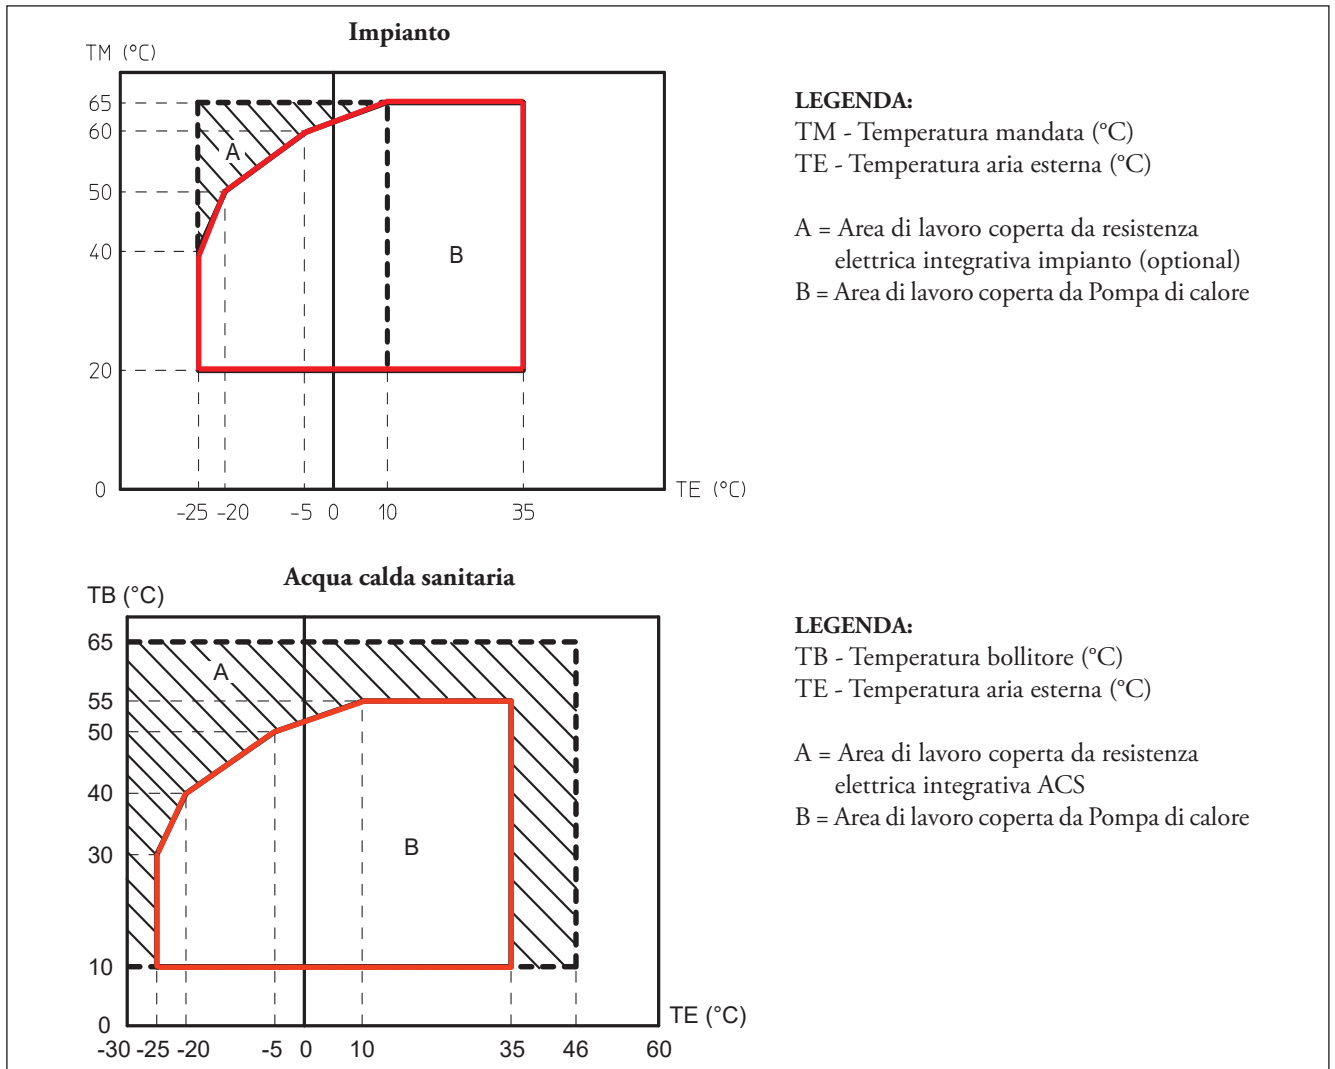 Impianto
TM (°C)
65
60
A
50
40
B
20
0
TE (°C)
-25 -20 -5 0 10 35
LEGENDA:
TM - Temperatura mandata (°C)
TE - Temperatura aria esterna (°C)
A = Area di lavoro coperta da resistenza
elettrica integrativa impianto (optional)
B = Area di lavoro coperta da Pompa di calore
Acqua calda sanitaria
TB (°C)
65
A
55
50
40
B
30
10
0
TE (°C)
-30 -25 -20 -5 0 10 35 46 60
LEGENDA:
TB - Temperatura bollitore (°C)
TE - Temperatura aria esterna (°C)
A = Area di lavoro coperta da resistenza
elettrica integrativa ACS
B = Area di lavoro coperta da Pompa di calore